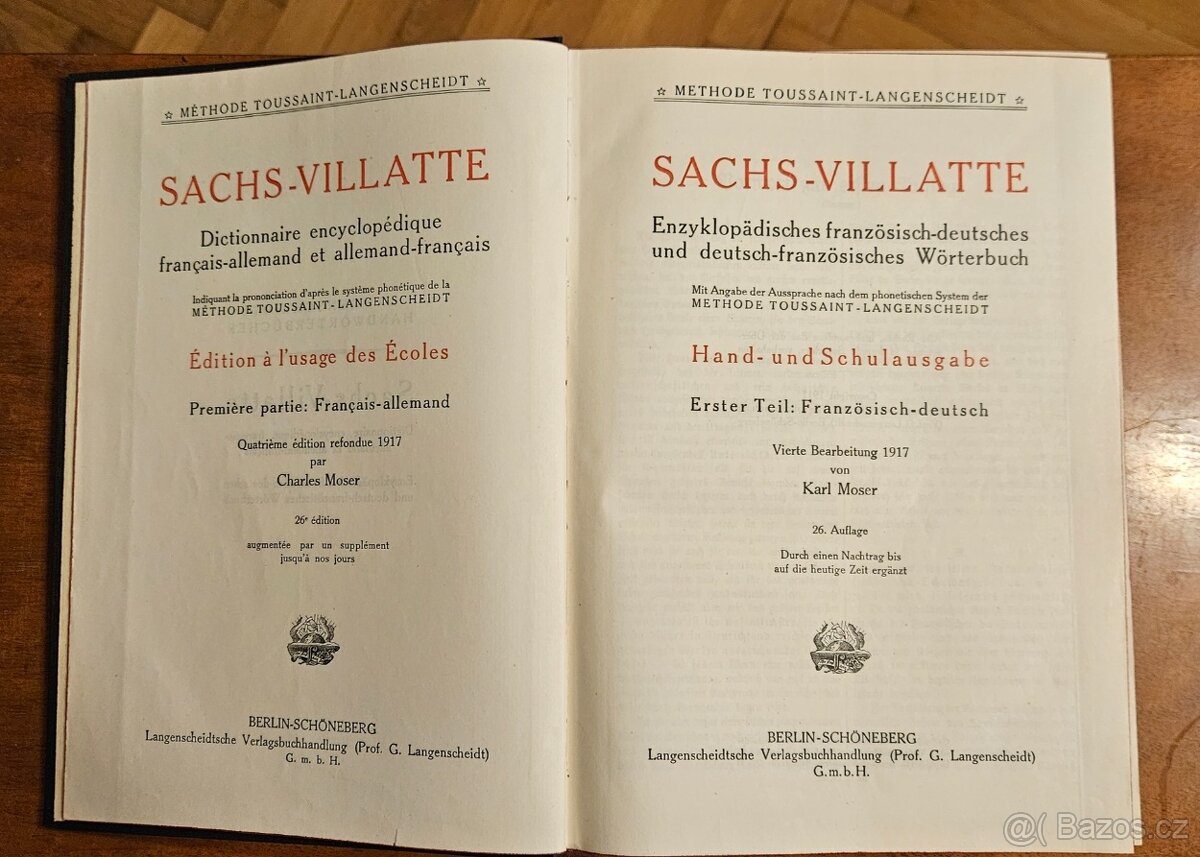 ☆ MÉTHODE TOUSSAINT-LANGENSCHEIDT ☆
SACHS-VILLATTE
Dictionnaire encyclopédique
français-allemand et allemand-français
Indiquant la prononciation d'après le système phonétique de la
MÉTHODE TOUSSAINT-LANGENSCHEIDT
Édition à l'usage des Écoles
Première partie: Français-allemand
Quatrième édition refondue 1917
par
Charles Moser
26e édition
augmentée par un supplément
jusqu'à nos jours
BERLIN-SCHÖNEBERG
Langenscheidtsche Verlagsbuchhandlung (Prof. G. Langenscheidt)
G. m. b. H.
☆ METHODE TOUSSAINT-LANGENSCHEIDT ☆
SACHS-VILLATTE
Enzyklopädisches französisch-deutsches
und deutsch-französisches Wörterbuch
Mit Angabe der Aussprache nach dem phonetischen System der
METHODE TOUSSAINT-LANGENSCHEIDT
Hand- und Schulausgabe
Erster Teil: Französisch-deutsch
Vierte Bearbeitung 1917
von
Karl Moser
26. Auflage
Durch einen Nachtrag bis
auf die heutige Zeit ergänzt
BERLIN-SCHÖNEBERG
Langenscheidtsche Verlagsbuchhandlung (Prof. G. Langenscheidt)
G. m. b. H.
@( Bazos.cz